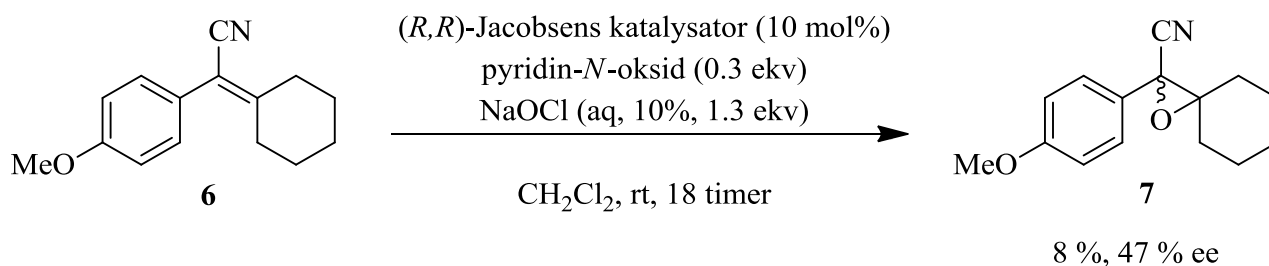 CN
MeO
6
(R,R)-Jacobsens katalysator (10 mol%)
pyridin-N-oksid (0.3 ekv)
NaOCl (aq, 10%, 1.3 ekv)
CH₂Cl₂, rt, 18 timer
CN
O
MeO
7
8 %, 47 % ee